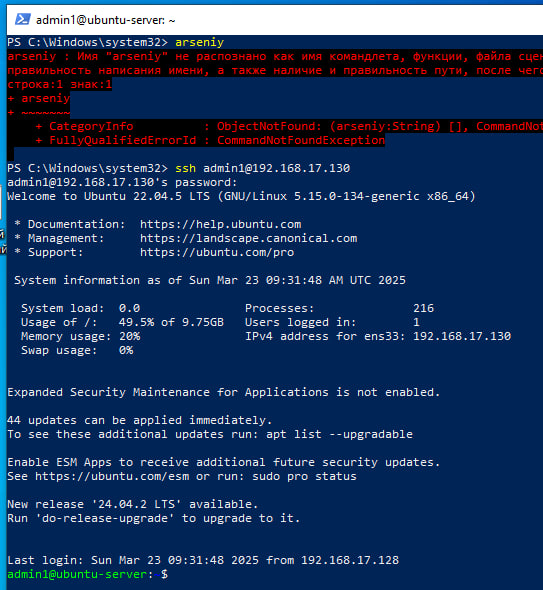 admin1@ubuntu-server: ~
PS C:\Windows\system32> arseniy
arseniy : Имя "arseniy" не распознано как имя командлета, функции, файла
правильность написания имени, а также наличие и правильность пути, после
строка:1 знак:1
+ arseniy
+ ~~~~~~~
+ CategoryInfo : ObjectNotFound: (arseniy:String) [],
+ FullyQualifiedErrorId : CommandNotFoundException
PS C:\Windows\system32> ssh admin1@192.168.17.130
admin1@192.168.17.130's password:
Welcome to Ubuntu 22.04.5 LTS (GNU/Linux 5.15.0-134-generic x86_64)
* Documentation: https://help.ubuntu.com
* Management: https://landscape.canonical.com
* Support: https://ubuntu.com/pro
System information as of Sun Mar 23 09:31:48 AM UTC 2025
System load: 0.0 Processes: 216
Usage of /: 49.5% of 9.75GB Users logged in: 1
Memory usage: 20% IPv4 address for ens33: 192.168.17.130
Swap usage: 0%
Expanded Security Maintenance for Applications is not enabled.
44 updates can be applied immediately.
To see these additional updates run: apt list --upgradable
Enable ESM Apps to receive additional future security updates.
See https://ubuntu.com/esm or run: sudo pro status
New release '24.04.2 LTS' available.
Run 'do-release-upgrade' to upgrade to it.
Last login: Sun Mar 23 09:31:48 2025 from 192.168.17.128
admin1@ubuntu-server: $